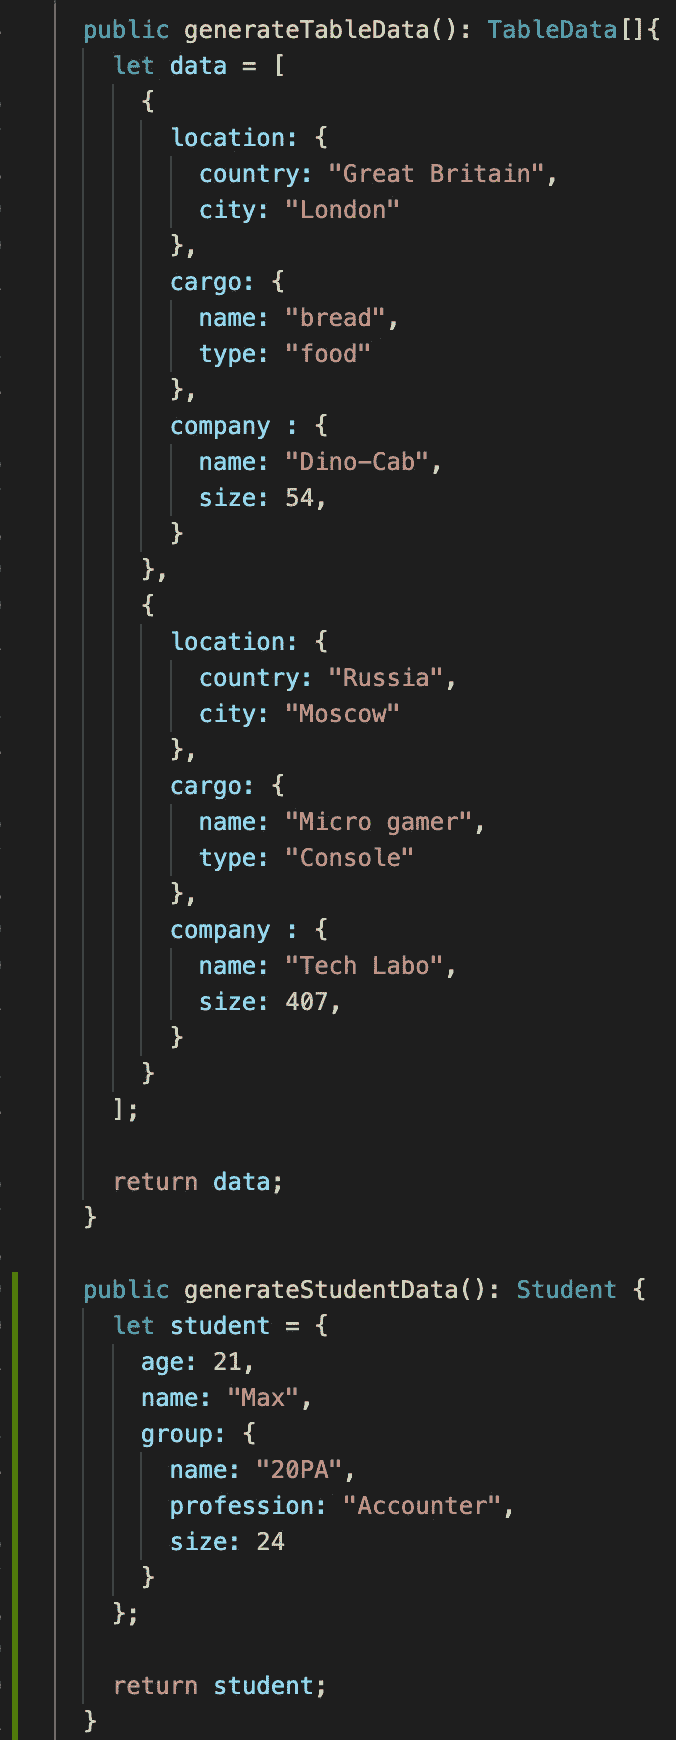 public generateTableData(): TableData[]{
let data = [
{
location: {
country: "Great Britain",
city: "London"
},
cargo: {
name: "bread",
type: "food"
},
company : {
name: "Dino-Cab",
size: 54,
}
},
{
location: {
country: "Russia",
city: "Moscow"
},
cargo: {
name: "Micro gamer",
type: "Console"
},
company : {
name: "Tech Labo",
size: 407,
}
}
];
return data;
}
public generateStudentData(): Student {
let student = {
age: 21,
name: "Max",
group: {
name: "20PA",
profession: "Accounter",
size: 24
}
};
return student;
}